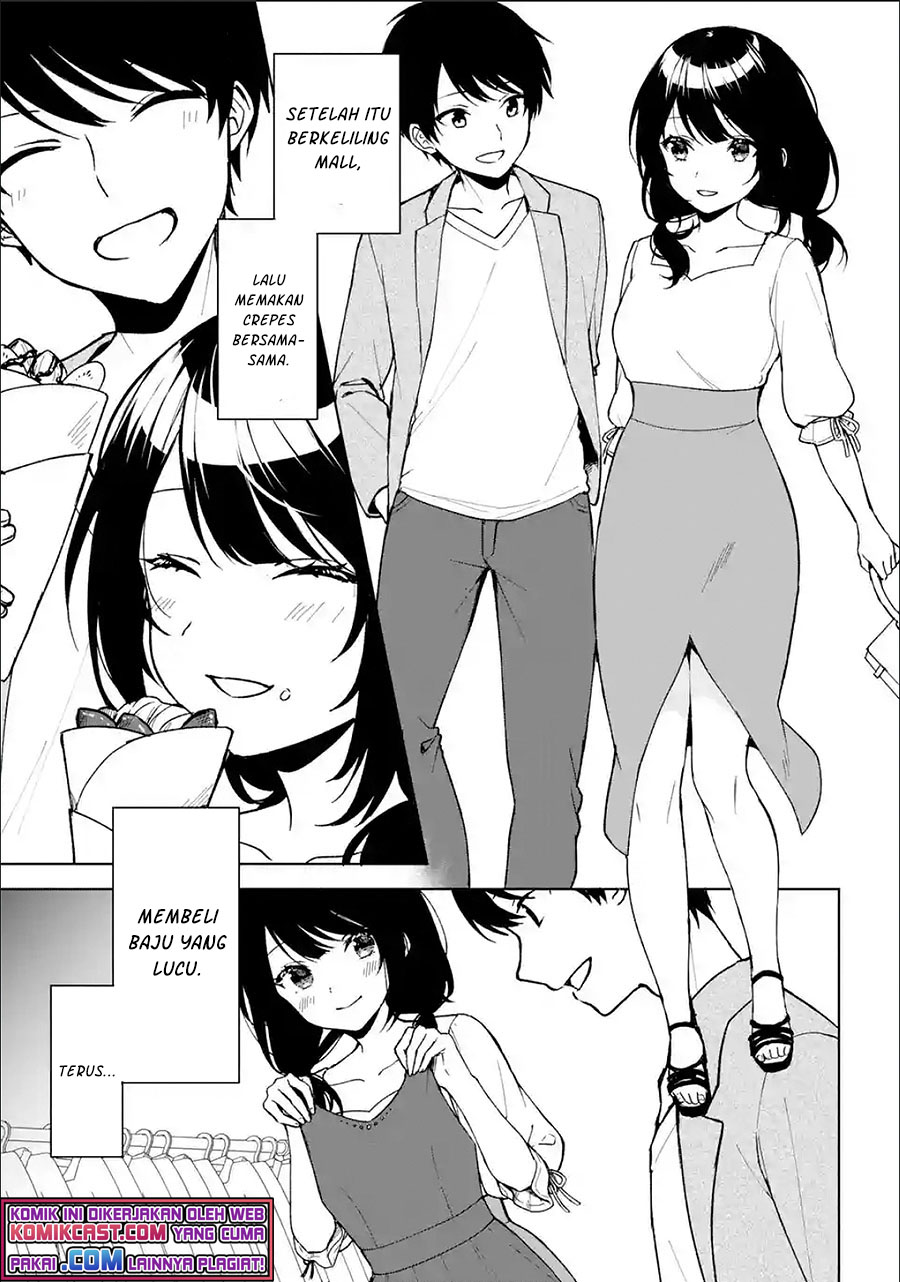 SETELAH ITU
BERKELILING
MALL,
LALU
MEMAKAN
CREPES
BERSAMA-
SAMA.
MEMBELI
BAJU YANG
LUCU.
TERUS...
KOMIK INI DIKERJAKAN OLEH WEB
KOMIKCAST.COM YANG CUMA
PAKAI .COM LAINNYA PLAGIAT!